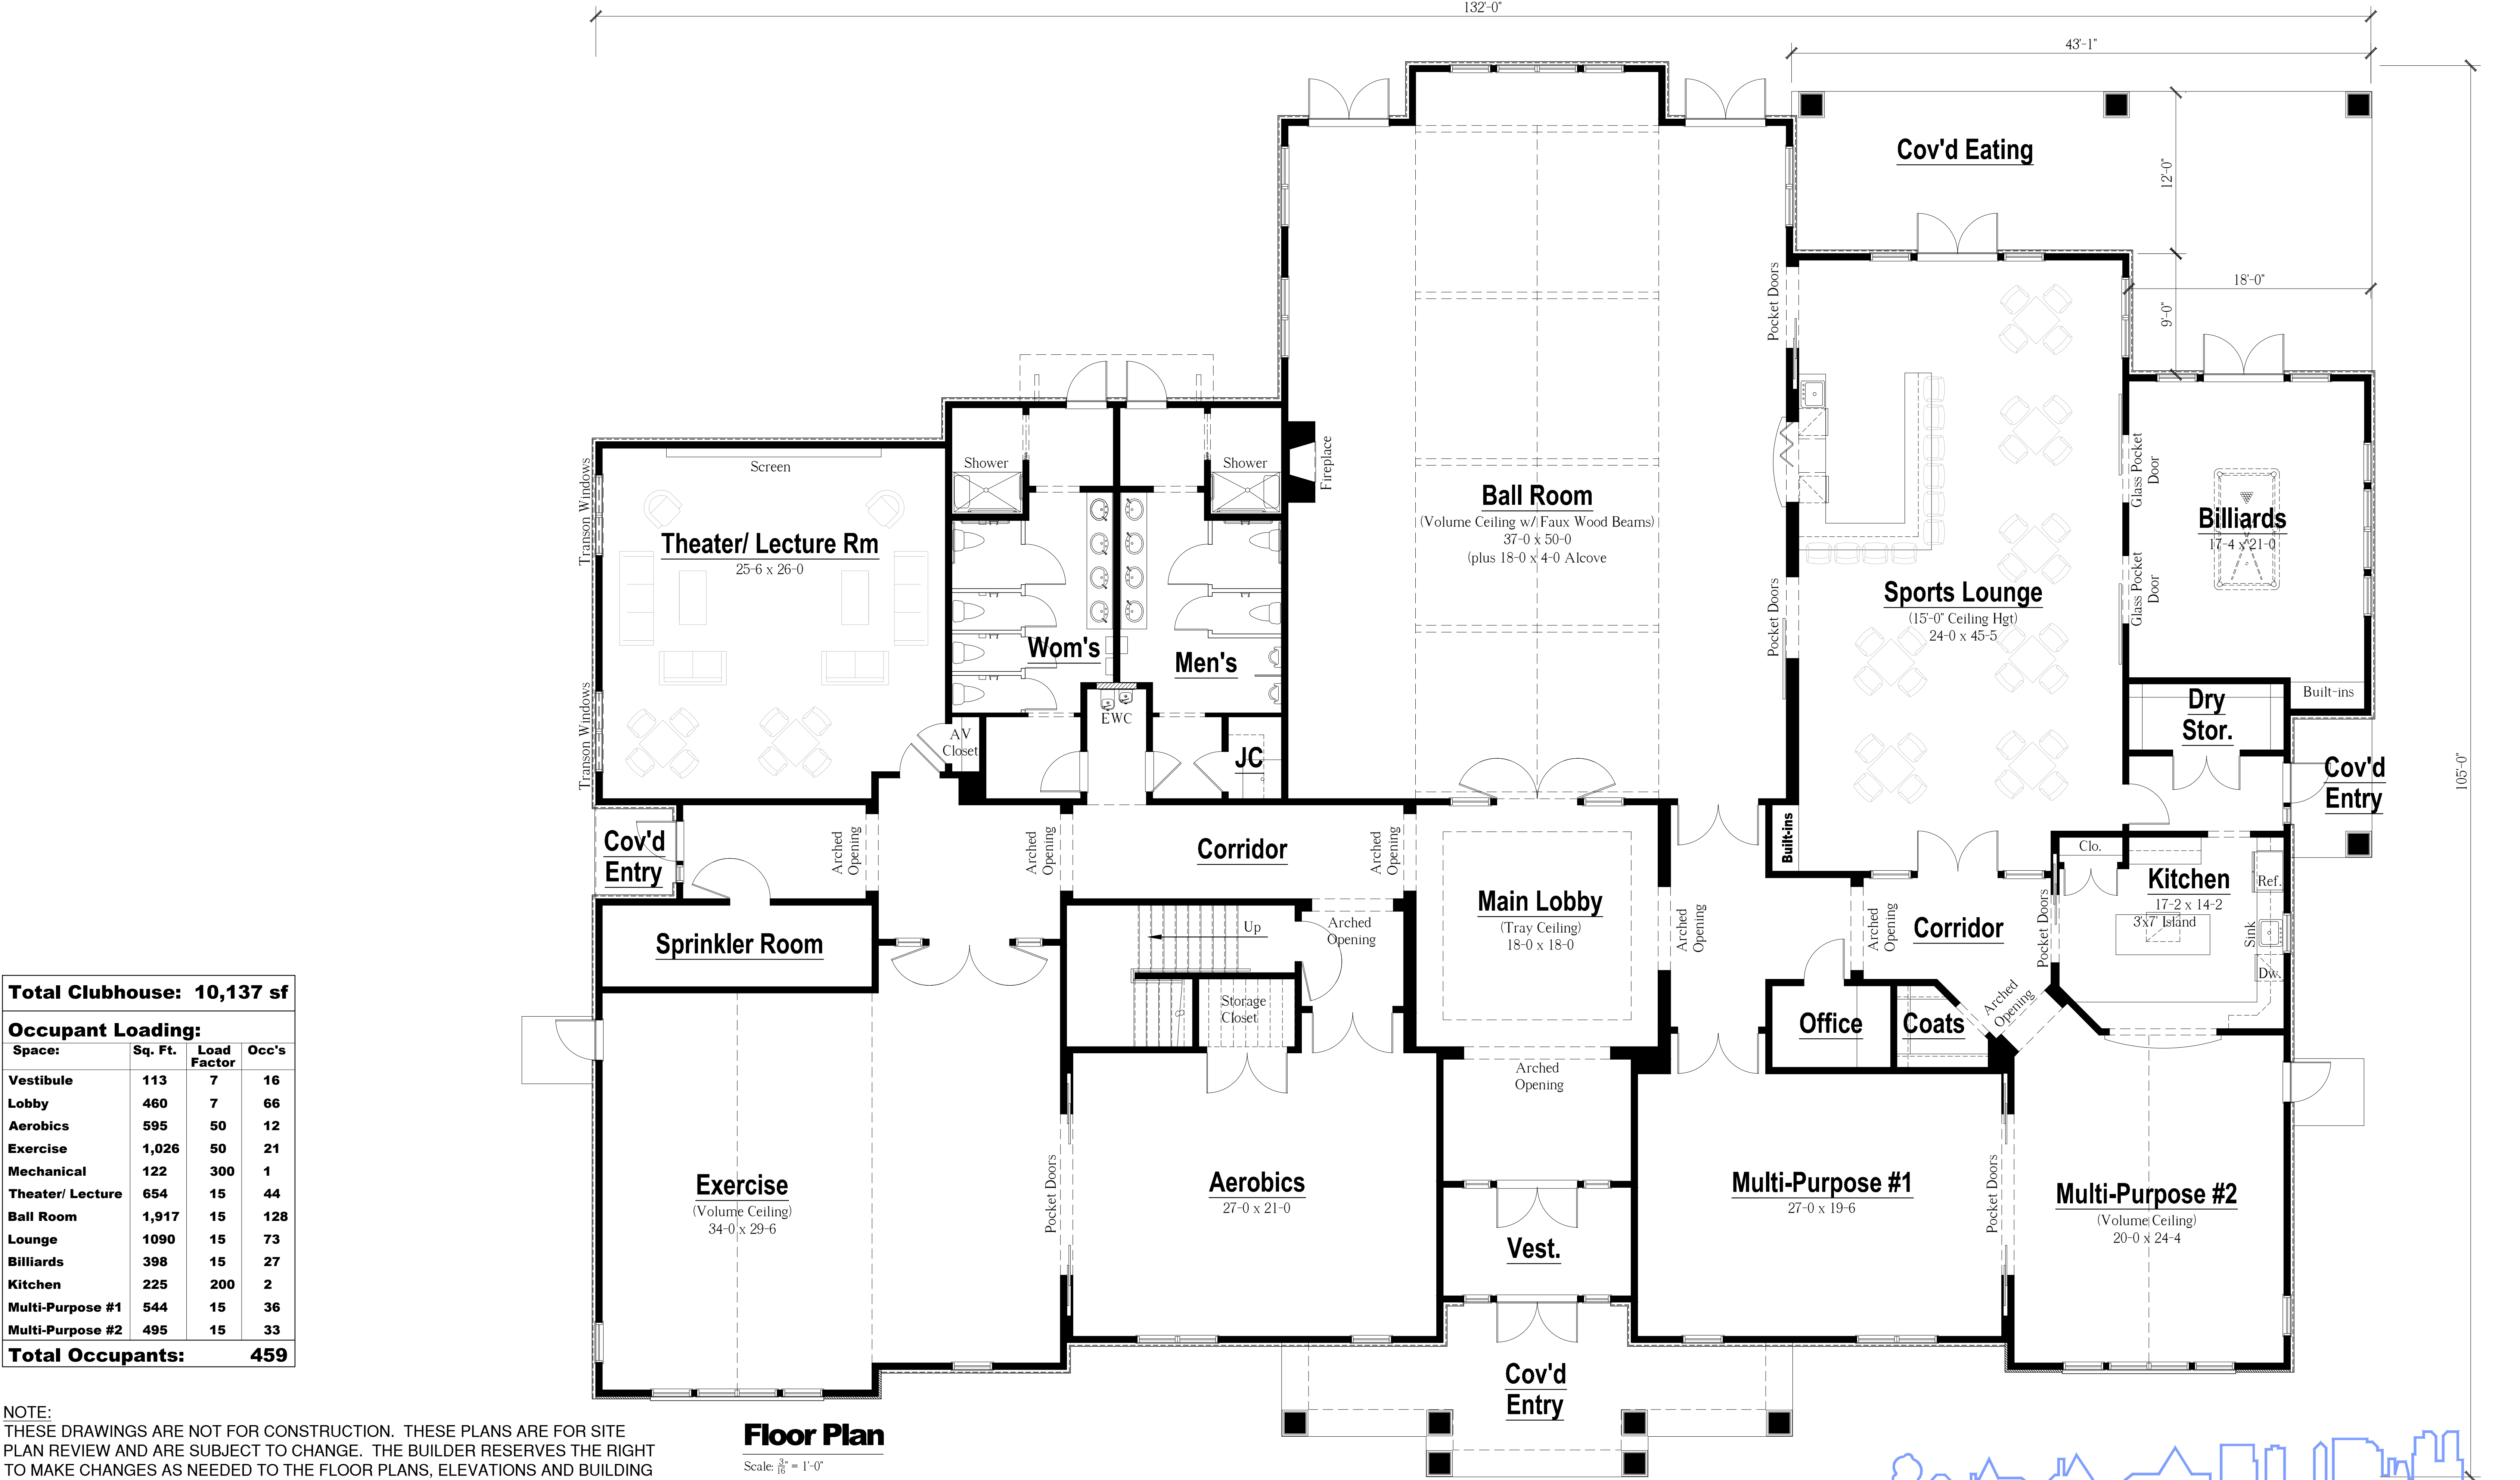 132'-0"
43'-1"
Cov'd Eating
12'-0"
18'-0"
9'-0"
105'-0"
Pocket Doors
Screen
Transon Windows
Theater/ Lecture Rm
25-6 x 26-0
Transon Windows
Shower
Shower
Wom's
Men's
EWC
AV
Closet
JC
Fireplace
Ball Room
(Volume Ceiling w/ Faux Wood Beams)
37-0 x 50-0
(plus 18-0 x 4-0 Alcove
Pocket Doors
Sports Lounge
(15'-0" Ceiling Hgt)
24-0 x 45-5
Glass Pocket
Door
Glass Pocket
Door
Billiards
17-4 x 21-0
Built-ins
Dry
Stor.
Cov'd
Entry
Cov'd
Entry
Arched
Opening
Arched
Opening
Corridor
Arched
Opening
Main Lobby
(Tray Ceiling)
18-0 x 18-0
Built-ins
Arched
Opening
Arched
Opening
Corridor
Pocket Doors
Clo.
Kitchen
17-2 x 14-2
3'x7' Island
Ref.
Sink
Dw.
Arched
Opening
Sprinkler Room
Up
Arched
Opening
Storage
Closet
Office
Coats
Arched
Opening
Exercise
(Volume Ceiling)
34-0 x 29-6
Pocket Doors
Aerobics
27-0 x 21-0
Vest.
Multi-Purpose #1
27-0 x 19-6
Pocket Doors
Multi-Purpose #2
(Volume Ceiling)
20-0 x 24-4
Cov'd
Entry
Total Clubhouse: 10,137 sf
Occupant Loading:
Space: Sq. Ft. Load Factor Occ's
Vestibule 113 7 16
Lobby 460 7 66
Aerobics 595 50 12
Exercise 1,026 50 21
Mechanical 122 300 1
Theater/ Lecture 654 15 44
Ball Room 1,917 15 128
Lounge 1090 15 73
Billiards 398 15 27
Kitchen 225 200 2
Multi-Purpose #1 544 15 36
Multi-Purpose #2 495 15 33
Total Occupants: 459
NOTE:
THESE DRAWINGS ARE NOT FOR CONSTRUCTION. THESE PLANS ARE FOR SITE
PLAN REVIEW AND ARE SUBJECT TO CHANGE. THE BUILDER RESERVES THE RIGHT
TO MAKE CHANGES AS NEEDED TO THE FLOOR PLANS, ELEVATIONS AND BUILDING
Floor Plan
Scale: 3/16" = 1'-0"